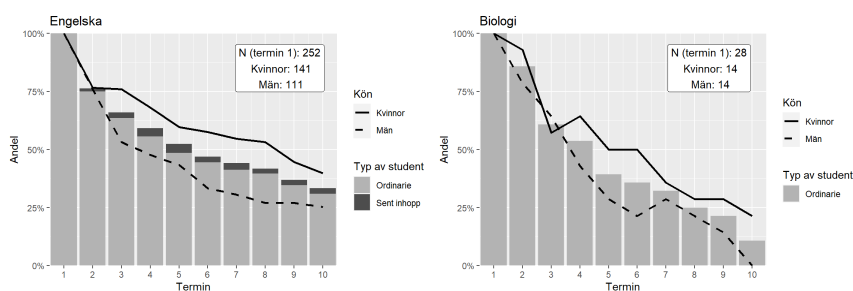 Engelska
100%
75%
50%
25%
0%
Andel
N (termin 1): 252
Kvinnor: 141
Män: 111
1 2 3 4 5 6 7 8 9 10
Termin
Kön
Kvinnor
Män
Typ av student
Ordinarie
Sent inhopp
Biologi
100%
75%
50%
25%
0%
Andel
N (termin 1): 28
Kvinnor: 14
Män: 14
1 2 3 4 5 6 7 8 9 10
Termin
Kön
Kvinnor
Män
Typ av student
Ordinarie